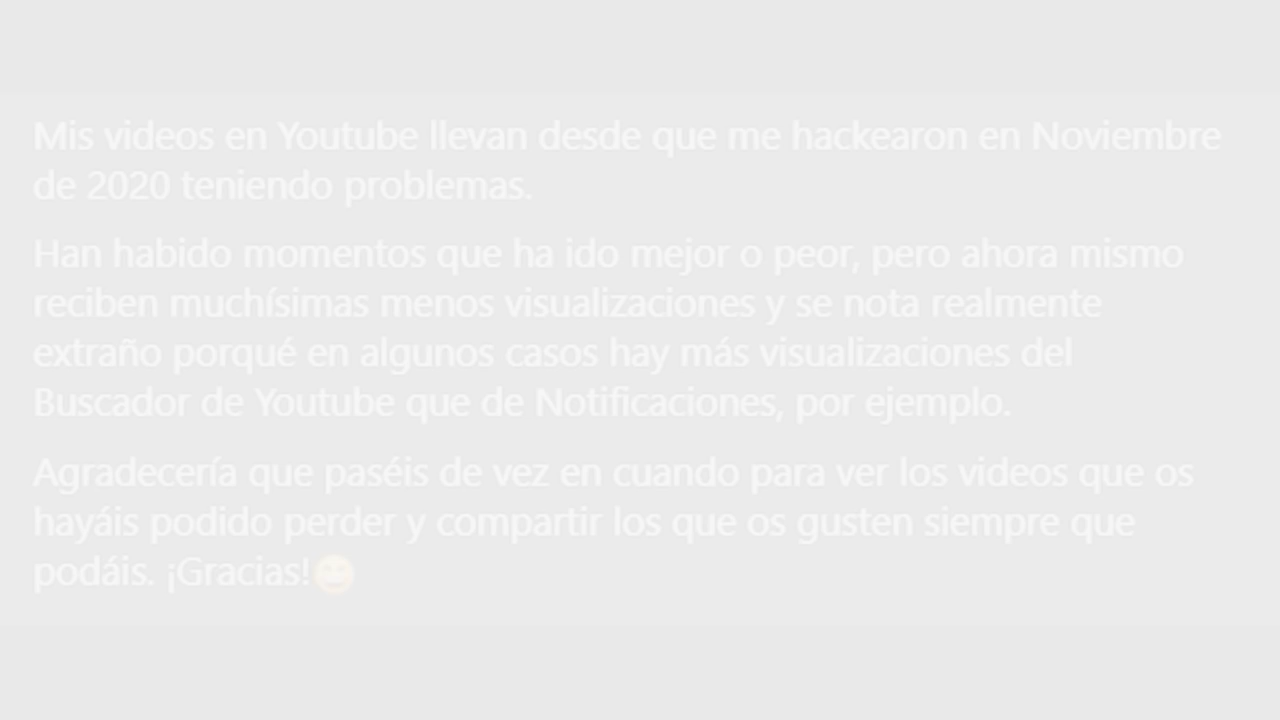 Mis videos en Youtube llevan desde que me hackearon en Noviembre
de 2020 teniendo problemas.
Han habido momentos que ha ido mejor o peor, pero ahora mismo
reciben muchísimas menos visualizaciones y se nota realmente
extraño porqué en algunos casos hay más visualizaciones del
Buscador de Youtube que de Notificaciones, por ejemplo.
Agradecería que paséis de vez en cuando para ver los videos que os
hayáis podido perder y compartir los que os gusten siempre que
podáis. ¡Gracias!😄